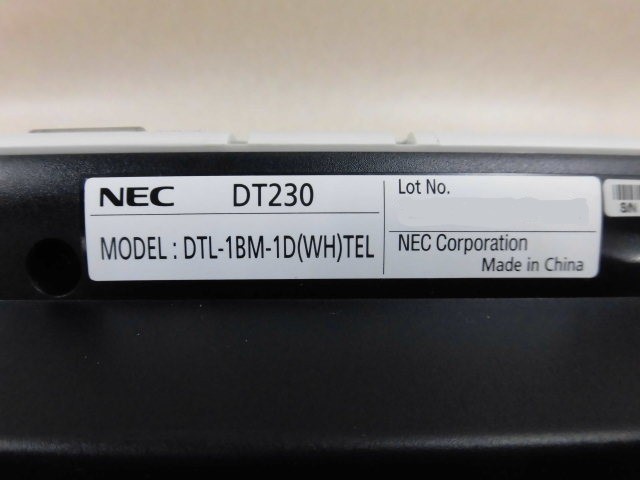 NEC DT230
MODEL : DTL-1BM-1D(WH)TEL
Lot No.
NEC Corporation
Made in China
S/N